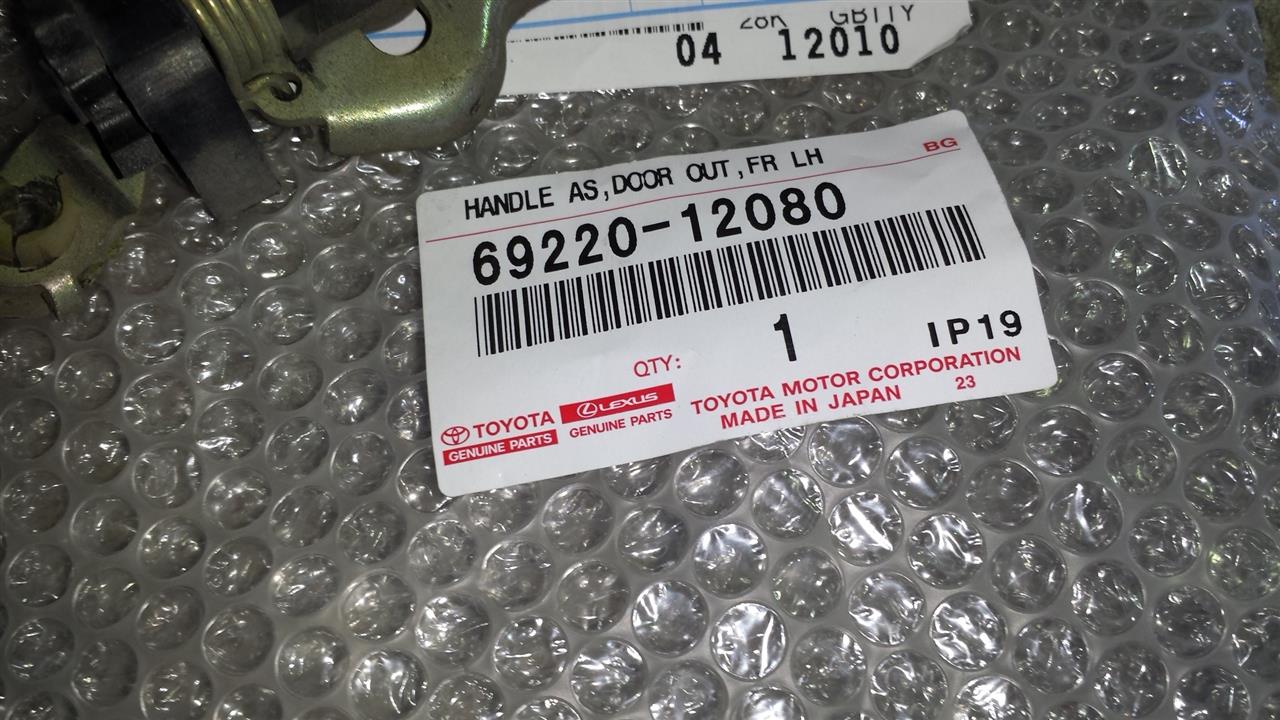 04 12010
HANDLE AS,DOOR OUT,FR LH
BG
69220-12080
QTY: 1 IP19
TOYOTA
GENUINE PARTS
LEXUS
GENUINE PARTS
TOYOTA MOTOR CORPORATION
MADE IN JAPAN 23